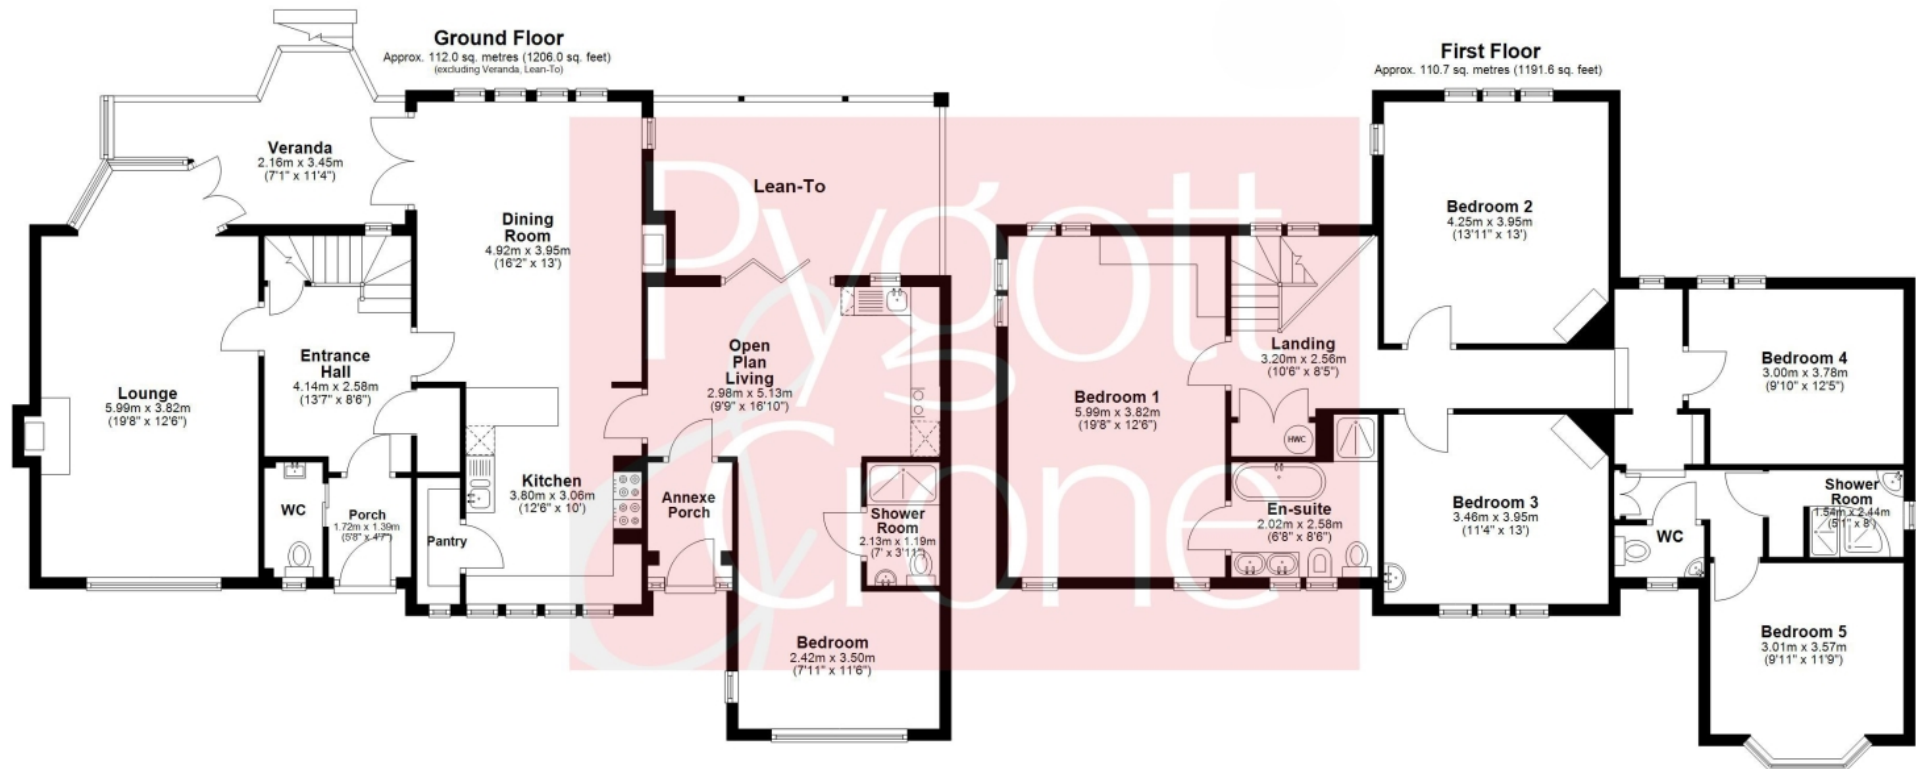 Ground Floor
Approx. 112.0 sq. metres (1206.0 sq. feet)
(excluding Veranda, Lean-To)
Veranda
2.16m x 3.45m
(7'1" x 11'4")
Dining
Room
4.92m x 3.95m
(16'2" x 13')
Lean-To
Lounge
5.99m x 3.82m
(19'8" x 12'6")
Entrance
Hall
4.14m x 2.58m
(13'7" x 8'6")
Open
Plan
Living
2.98m x 5.13m
(9'9" x 16'10")
WC
Porch
1.72m x 1.39m
(5'8" x 4'7")
Pantry
Kitchen
3.80m x 3.06m
(12'6" x 10')
Annexe
Porch
Shower
Room
2.13m x 1.19m
(7' x 3'11")
Bedroom
2.42m x 3.50m
(7'11" x 11'6")
Pygott
&
Crone
First Floor
Approx. 110.7 sq. metres (1191.6 sq. feet)
Bedroom 2
4.25m x 3.95m
(13'11" x 13')
Landing
3.20m x 2.56m
(10'6" x 8'5")
Bedroom 4
3.00m x 3.78m
(9'10" x 12'5")
Bedroom 1
5.99m x 3.82m
(19'8" x 12'6")
HWC
En-suite
2.02m x 2.58m
(6'8" x 8'6")
Bedroom 3
3.46m x 3.95m
(11'4" x 13')
Shower
Room
1.54m x 2.44m
(5'1" x 8')
WC
Bedroom 5
3.01m x 3.57m
(9'11" x 11'9")